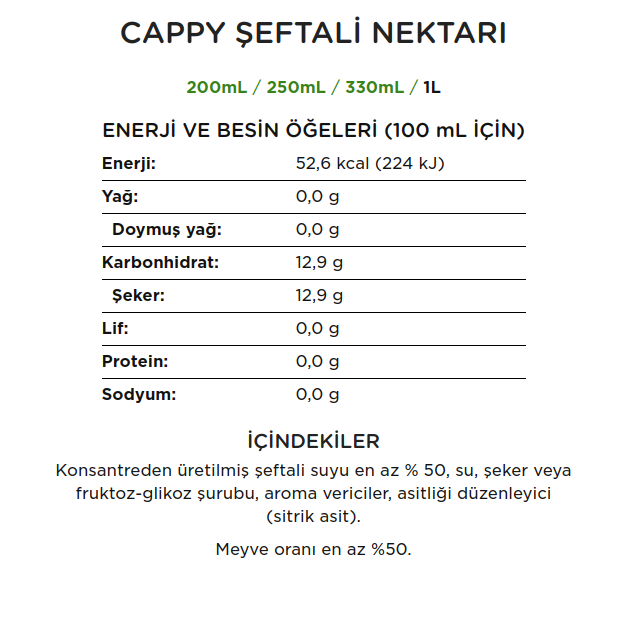 CAPPY ŞEFTALİ NEKTARI
200mL / 250mL / 330mL / 1L
ENERJİ VE BESİN ÖĞELERİ (100 mL İÇİN)
Enerji: 52,6 kcal (224 kJ)
Yağ: 0,0 g
Doymuş yağ: 0,0 g
Karbonhidrat: 12,9 g
Şeker: 12,9 g
Lif: 0,0 g
Protein: 0,0 g
Sodyum: 0,0 g
İÇİNDEKİLER
Konsantreden üretilmiş şeftali suyu en az % 50, su, şeker veya
fruktoz-glikoz şurubu, aroma vericiler, asitliği düzenleyici
(sitrik asit).
Meyve oranı en az %50.